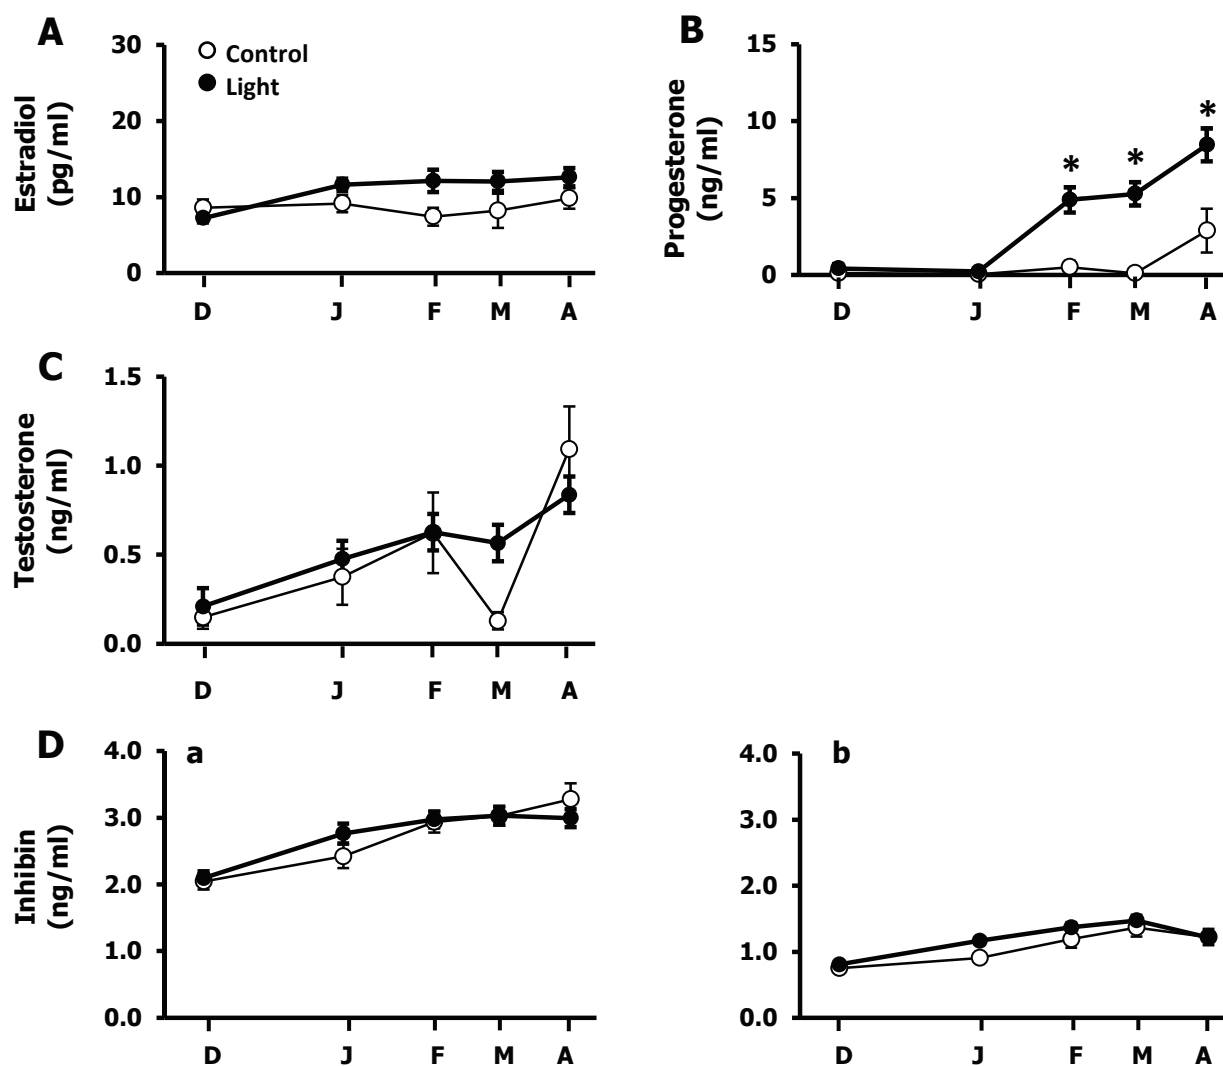 A
30
20
10
0
Estradiol
(pg/ml)
Control
Light
D J F M A
B
15
10
5
0
Progesterone
(ng/ml)
* * *
D J F M A
C
1.5
1.0
0.5
0.0
Testosterone
(ng/ml)
D J F M A
D
a
4.0
3.0
2.0
1.0
0.0
Inhibin
(ng/ml)
D J F M A
b
4.0
3.0
2.0
1.0
0.0
D J F M A